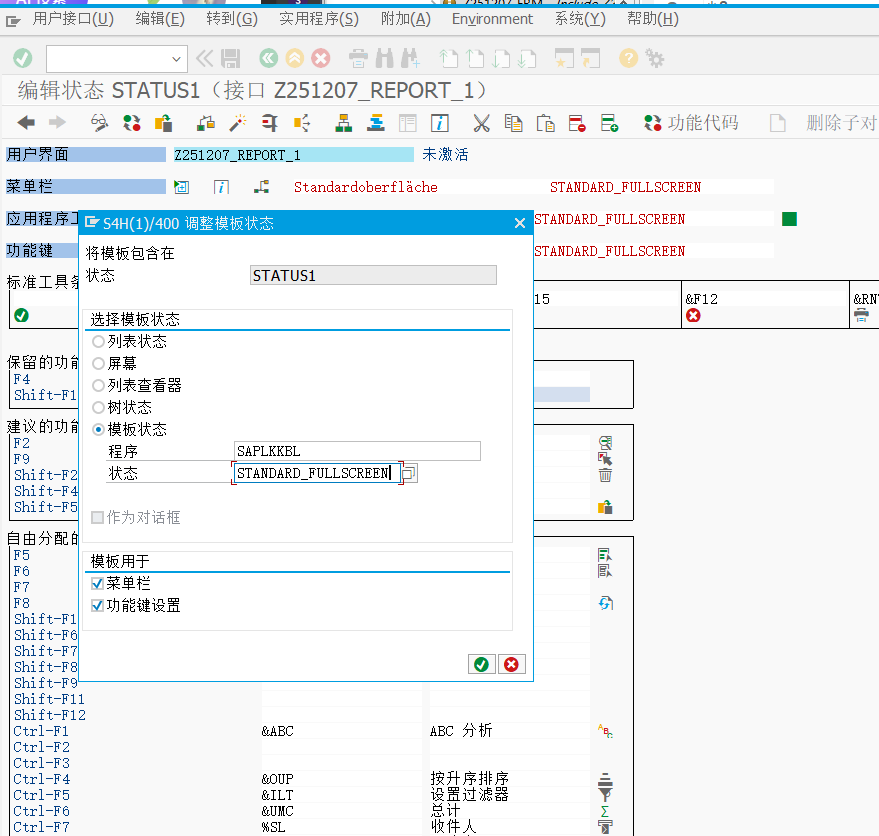 用户接口(U) 编辑(E) 转到(G) 实用程序(S) 附加(A) Environment 系统(Y) 帮助(H)
编辑状态 STATUS1（接口 Z251207_REPORT_1）
功能代码 删除子对
用户界面 Z251207_REPORT_1 未激活
菜单栏 Standardoberfläche STANDARD_FULLSCREEN
应用程序工 STANDARD_FULLSCREEN
功能键 STANDARD_FULLSCREEN
标准工具条
15 &F12 &RN
保留的功能
F4
Shift-F1
建议的功能
F2
F9
Shift-F2
Shift-F4
Shift-F5
自由分配的
F5
F6
F7
F8
Shift-F1
Shift-F6
Shift-F7
Shift-F8
Shift-F9
Shift-F11
Shift-F12
Ctrl-F1 &ABC ABC 分析
Ctrl-F2
Ctrl-F3
Ctrl-F4 &OUP 按升序排序
Ctrl-F5 &ILT 设置过滤器
Ctrl-F6 &UMC 总计
Ctrl-F7 %SL 收件人
S4H(1)/400 调整模板状态
将模板包含在
状态 STATUS1
选择模板状态
列表状态
屏幕
列表查看器
树状态
模板状态
程序 SAPLKKBL
状态 STANDARD_FULLSCREEN
作为对话框
模板用于
菜单栏
功能键设置